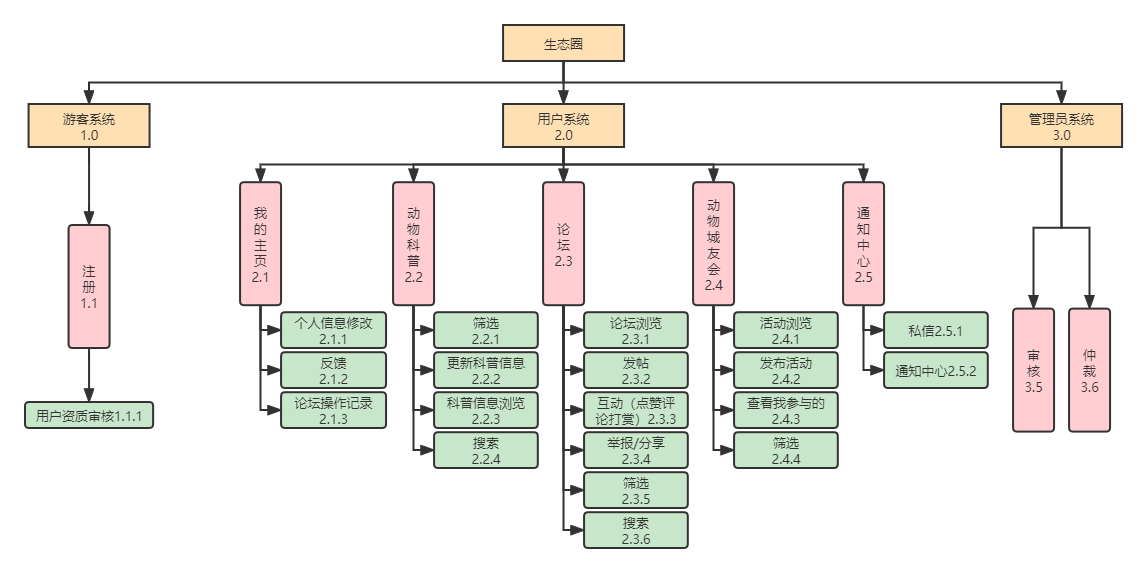 生态圈
游客系统
1.0
用户系统
2.0
管理员系统
3.0
注
册
1.1
用户资质审核1.1.1
我
的
主
页
2.1
个人信息修改
2.1.1
反馈
2.1.2
论坛操作记录
2.1.3
动
物
科
普
2.2
筛选
2.2.1
更新科普信息
2.2.2
科普信息浏览
2.2.3
搜索
2.2.4
论
坛
2.3
论坛浏览
2.3.1
发帖
2.3.2
互动（点赞评
论打赏）2.3.3
举报/分享
2.3.4
筛选
2.3.5
搜索
2.3.6
动
物
城
友
会
2.4
活动浏览
2.4.1
发布活动
2.4.2
查看我参与的
2.4.3
筛选
2.4.4
通
知
中
心
2.5
私信2.5.1
通知中心2.5.2
审
核
3.5
仲
裁
3.6